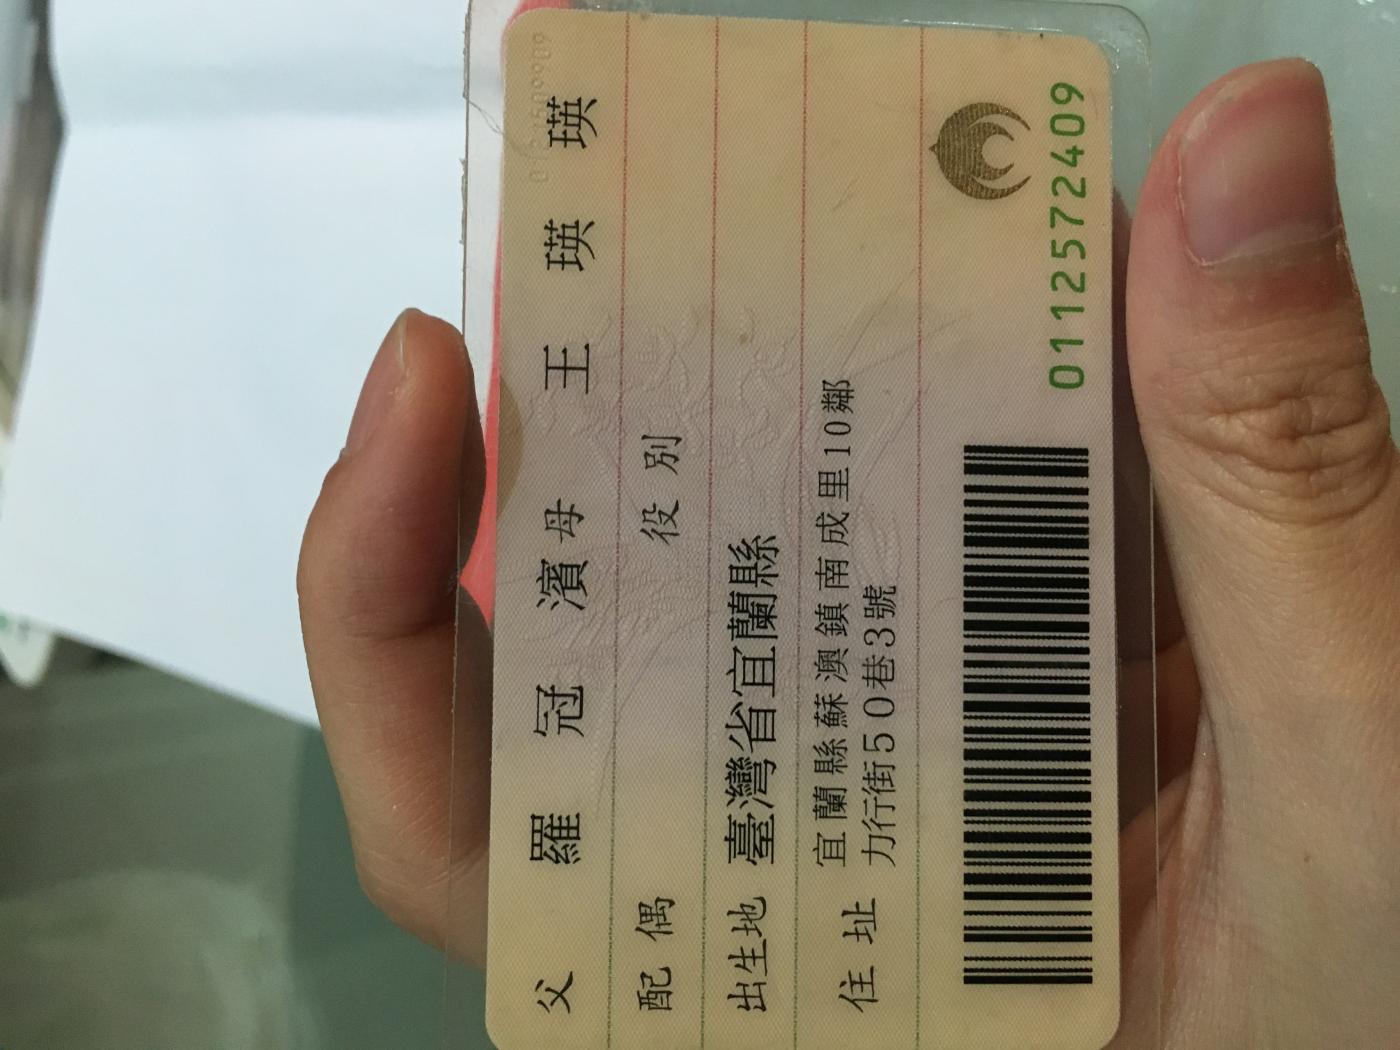 父 羅 冠 濱 母 王 瑛 瑛
配 偶 役 別
出生地 臺灣省宜蘭縣
住 址 宜蘭縣蘇澳鎮南成里10鄰
力行街50巷3號
0112572409